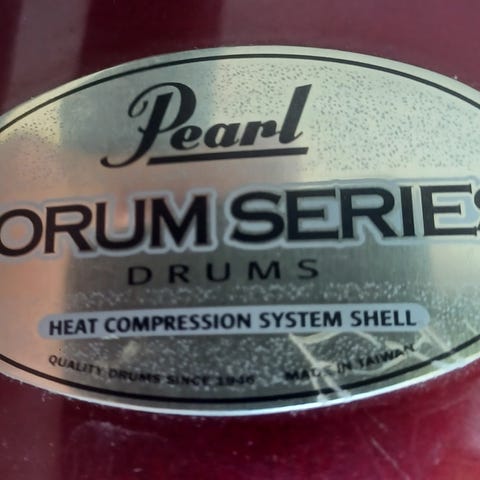 Pearl
ORUM SERIES
DRUMS
HEAT COMPRESSION SYSTEM SHELL
QUALITY DRUMS SINCE 1946 MADE IN TAIWAN